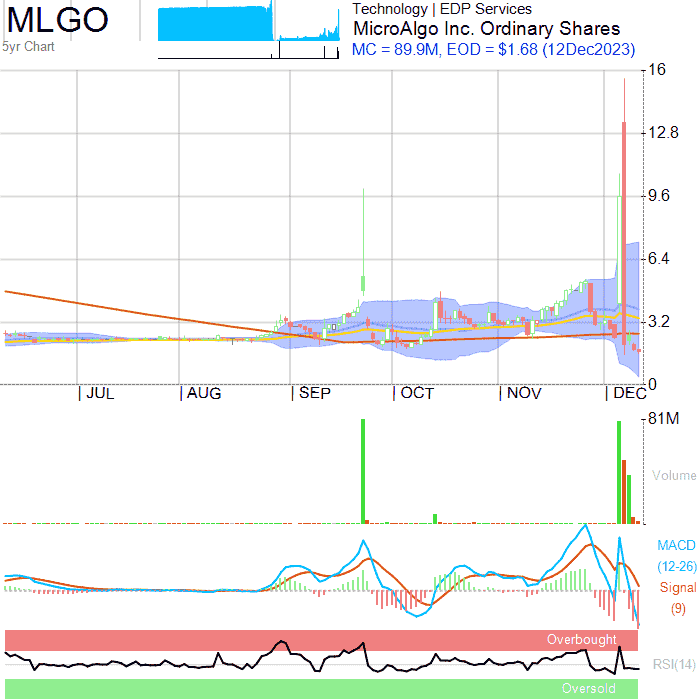 MLGO
5yr Chart
Technology | EDP Services
MicroAlgo Inc. Ordinary Shares
MC = 89.9M, EOD = $1.68 (12Dec2023)
16
12.8
9.6
6.4
3.2
0
JUL
AUG
SEP
OCT
NOV
DEC
81M
Volume
MACD
(12-26)
Signal
(9)
Overbought
RSI(14)
Oversold